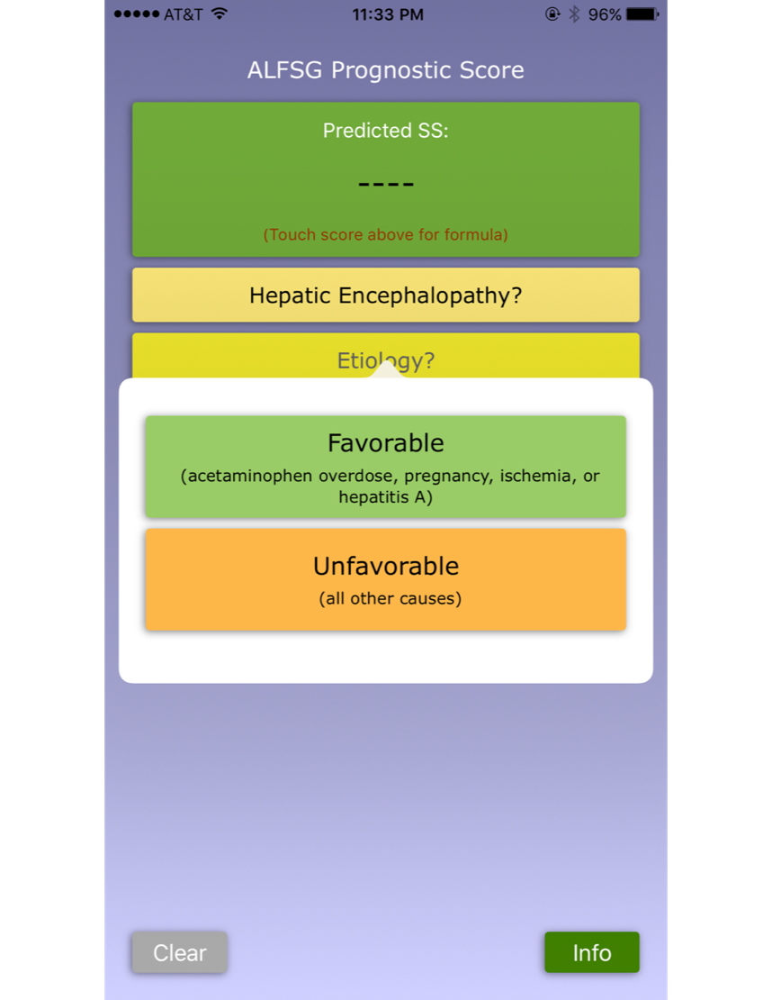 AT&T 11:33 PM 96%
ALFSG Prognostic Score
Predicted SS:
----
(Touch score above for formula)
Hepatic Encephalopathy?
Etiology?
Favorable
(acetaminophen overdose, pregnancy, ischemia, or
hepatitis A)
Unfavorable
(all other causes)
Clear Info